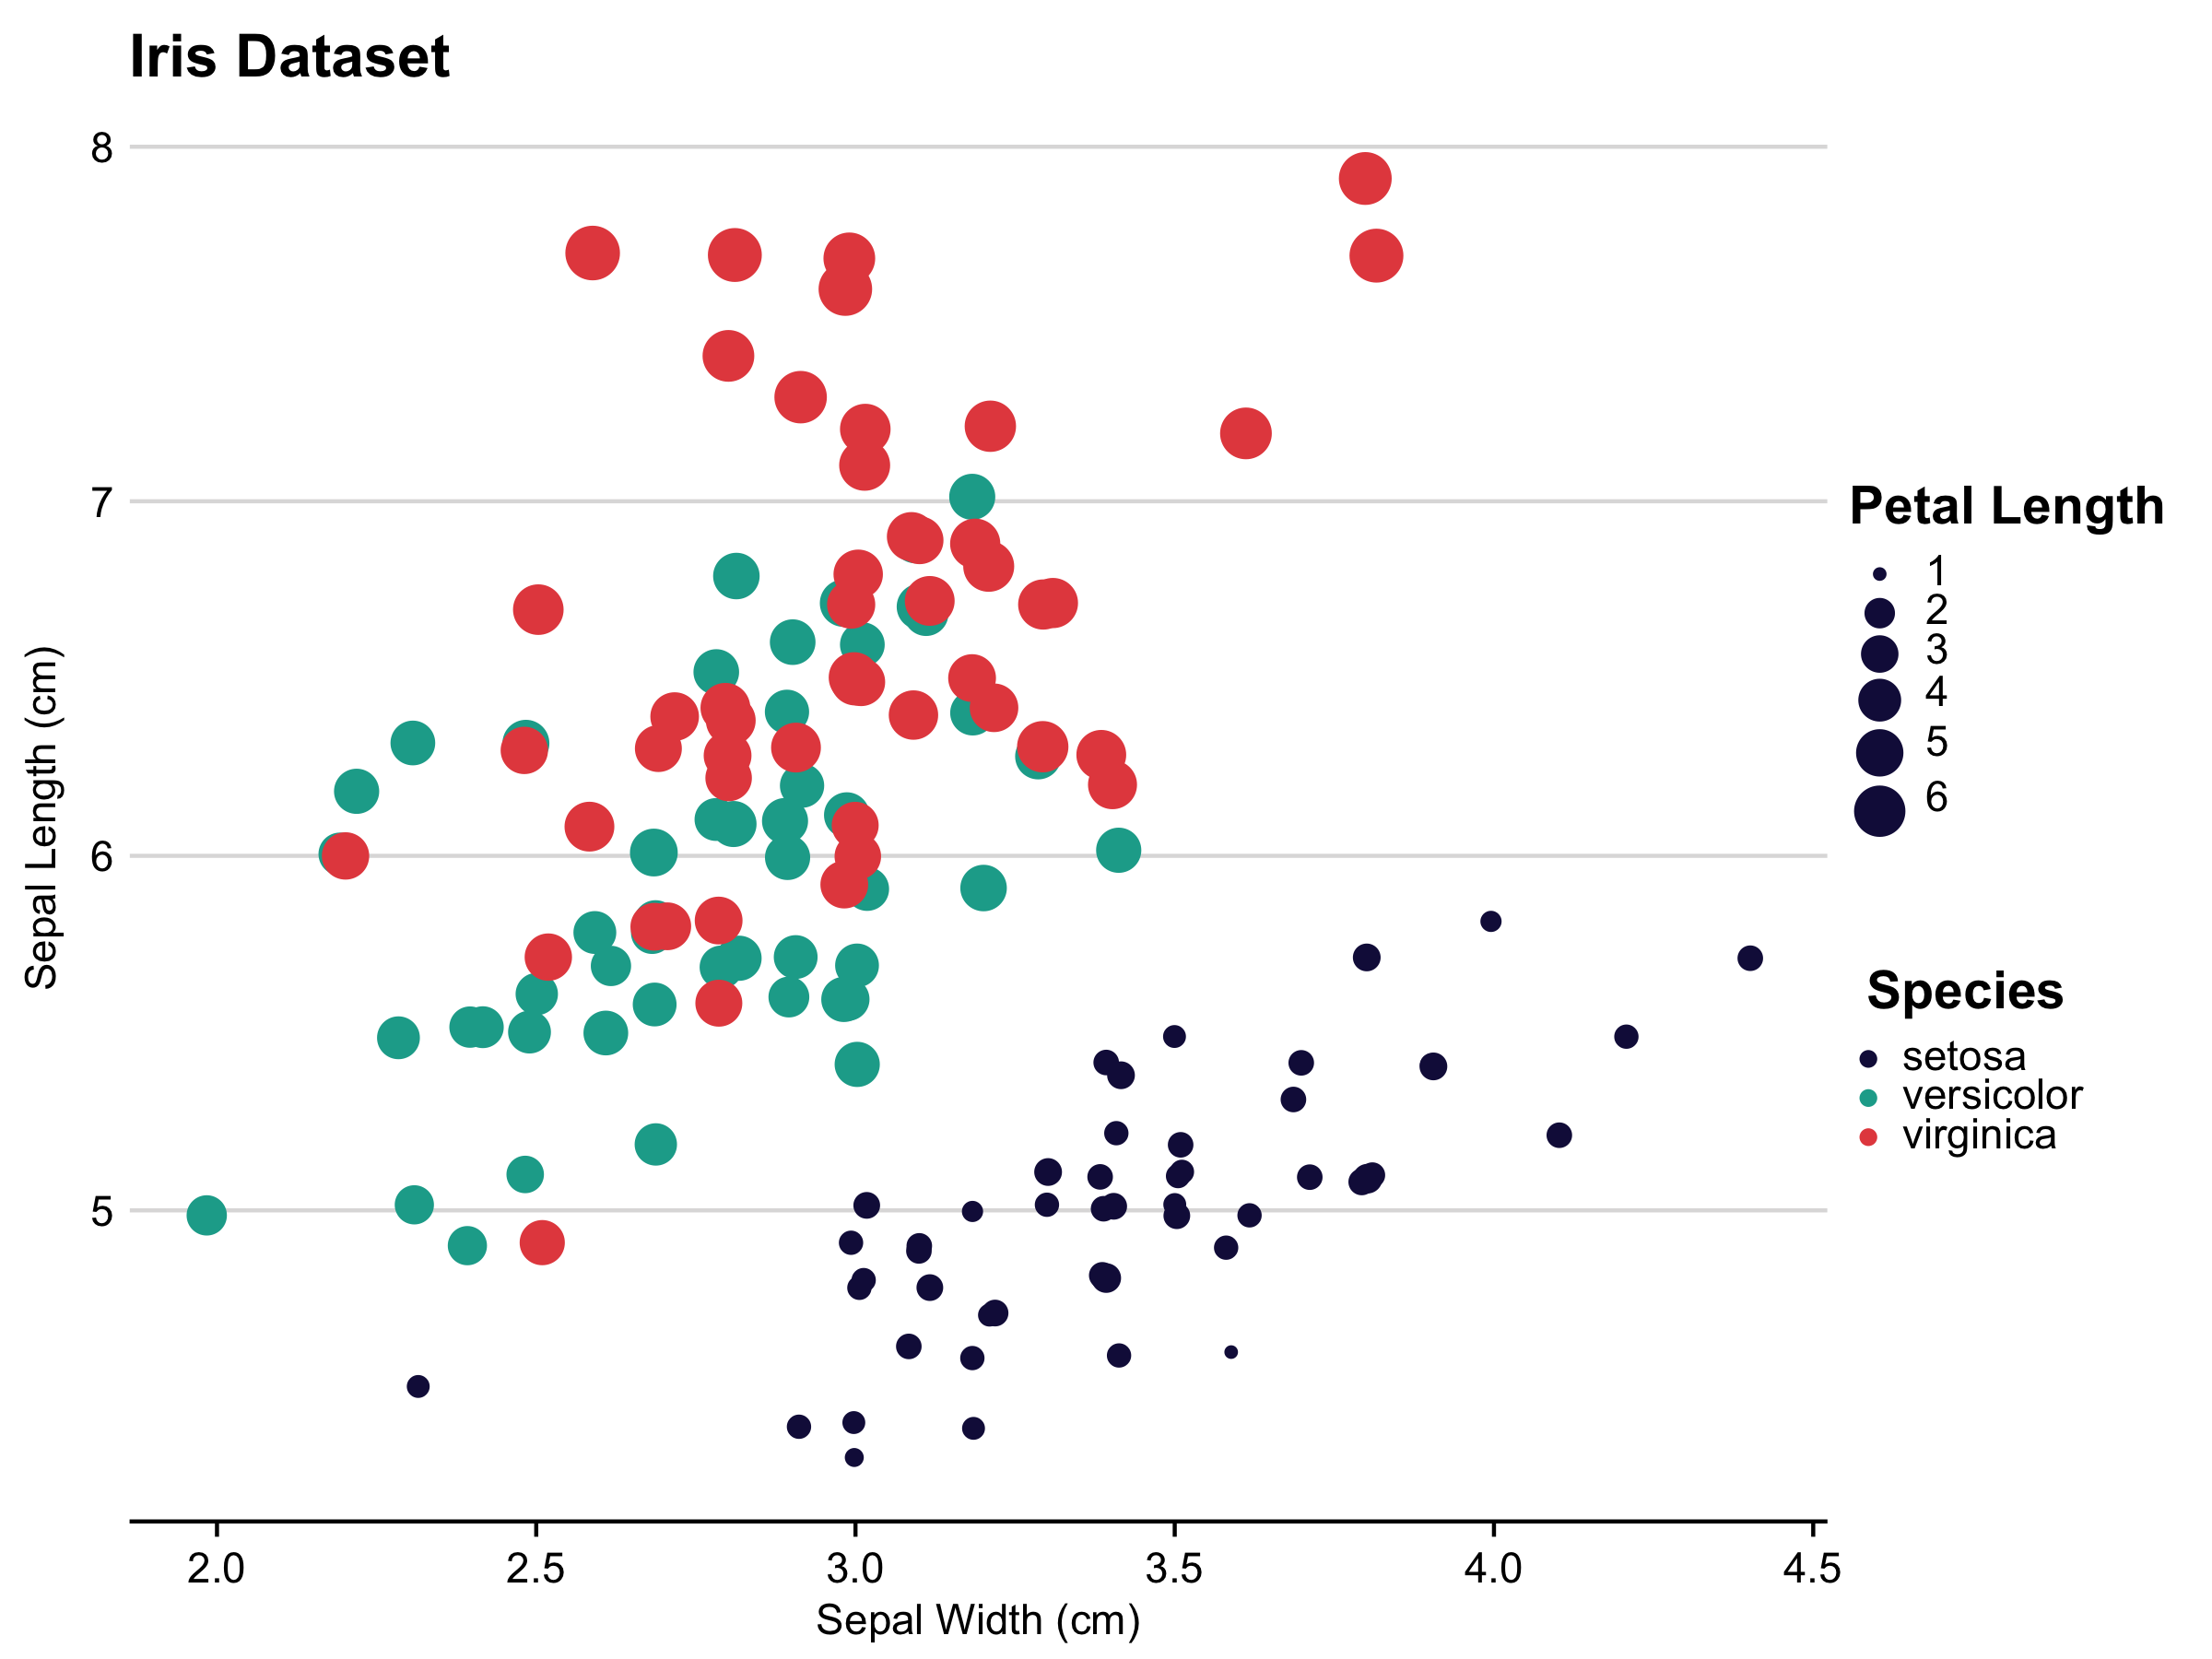 Iris Dataset
8
7
6
5
Sepal Length (cm)
2.0 2.5 3.0 3.5 4.0 4.5
Sepal Width (cm)
Petal Length
1
2
3
4
5
6
Species
setosa
versicolor
virginica